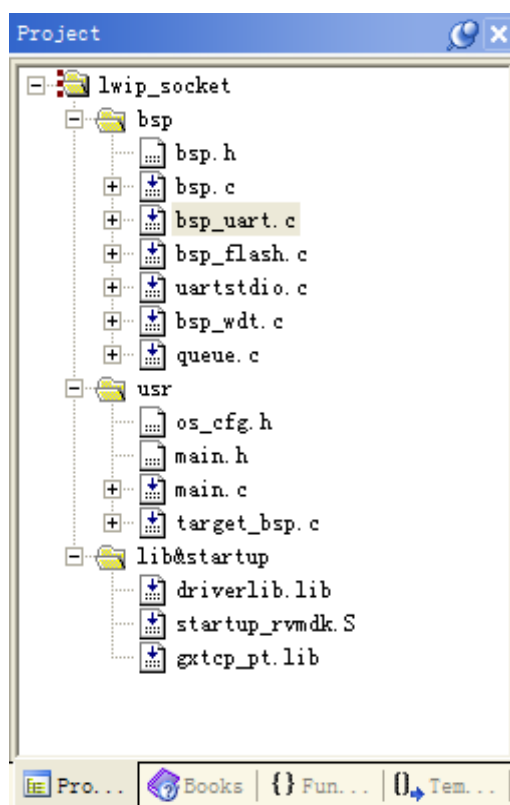 Project
lwip_socket
bsp
bsp.h
bsp.c
bsp_uart.c
bsp_flash.c
uartstdio.c
bsp_wdt.c
queue.c
usr
os_cfg.h
main.h
main.c
target_bsp.c
lib&startup
driverlib.lib
startup_rvmdk.S
gxtcp_pt.lib
Pro... Books {} Fun... 0 Tem...